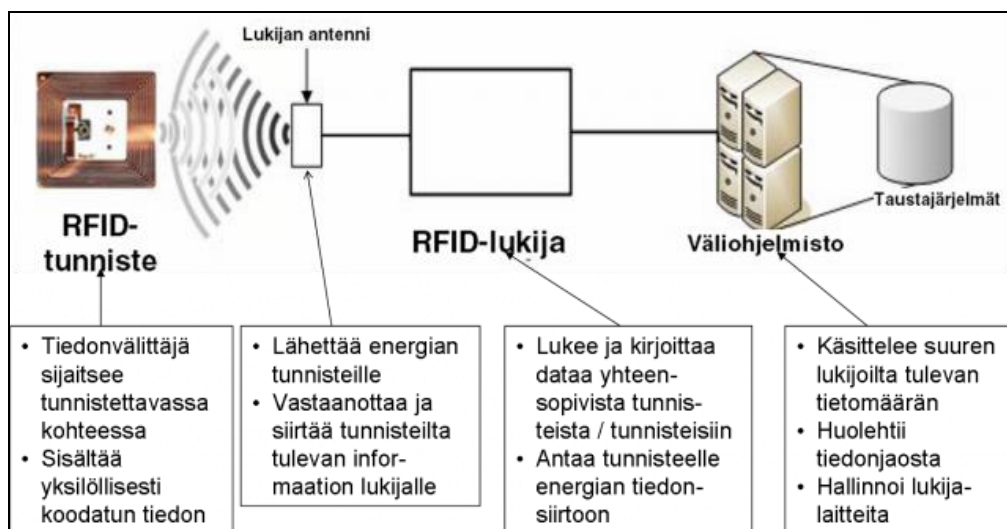 Lukijan antenni
RFID-
tunniste
RFID-lukija
Väliohjelmisto
Taustajärjelmät
• Tiedonvälittäjä
sijaitsee
tunnistettavassa
kohteessa
• Sisältää
yksilöllisesti
koodatun tiedon
• Lähettää energian
tunnisteille
• Vastaanottaa ja
siirtää tunnisteilta
tulevan infor-
maation lukijalle
• Lukee ja kirjoittaa
dataa yhteen-
sopivista tunnis-
teista / tunnisteisiin
• Antaa tunnisteelle
energian tiedon-
siirtoon
• Käsittelee suuren
lukijoilta tulevan
tietomäärän
• Huolehtii
tiedonjaosta
• Hallinnoi lukija-
laitteita